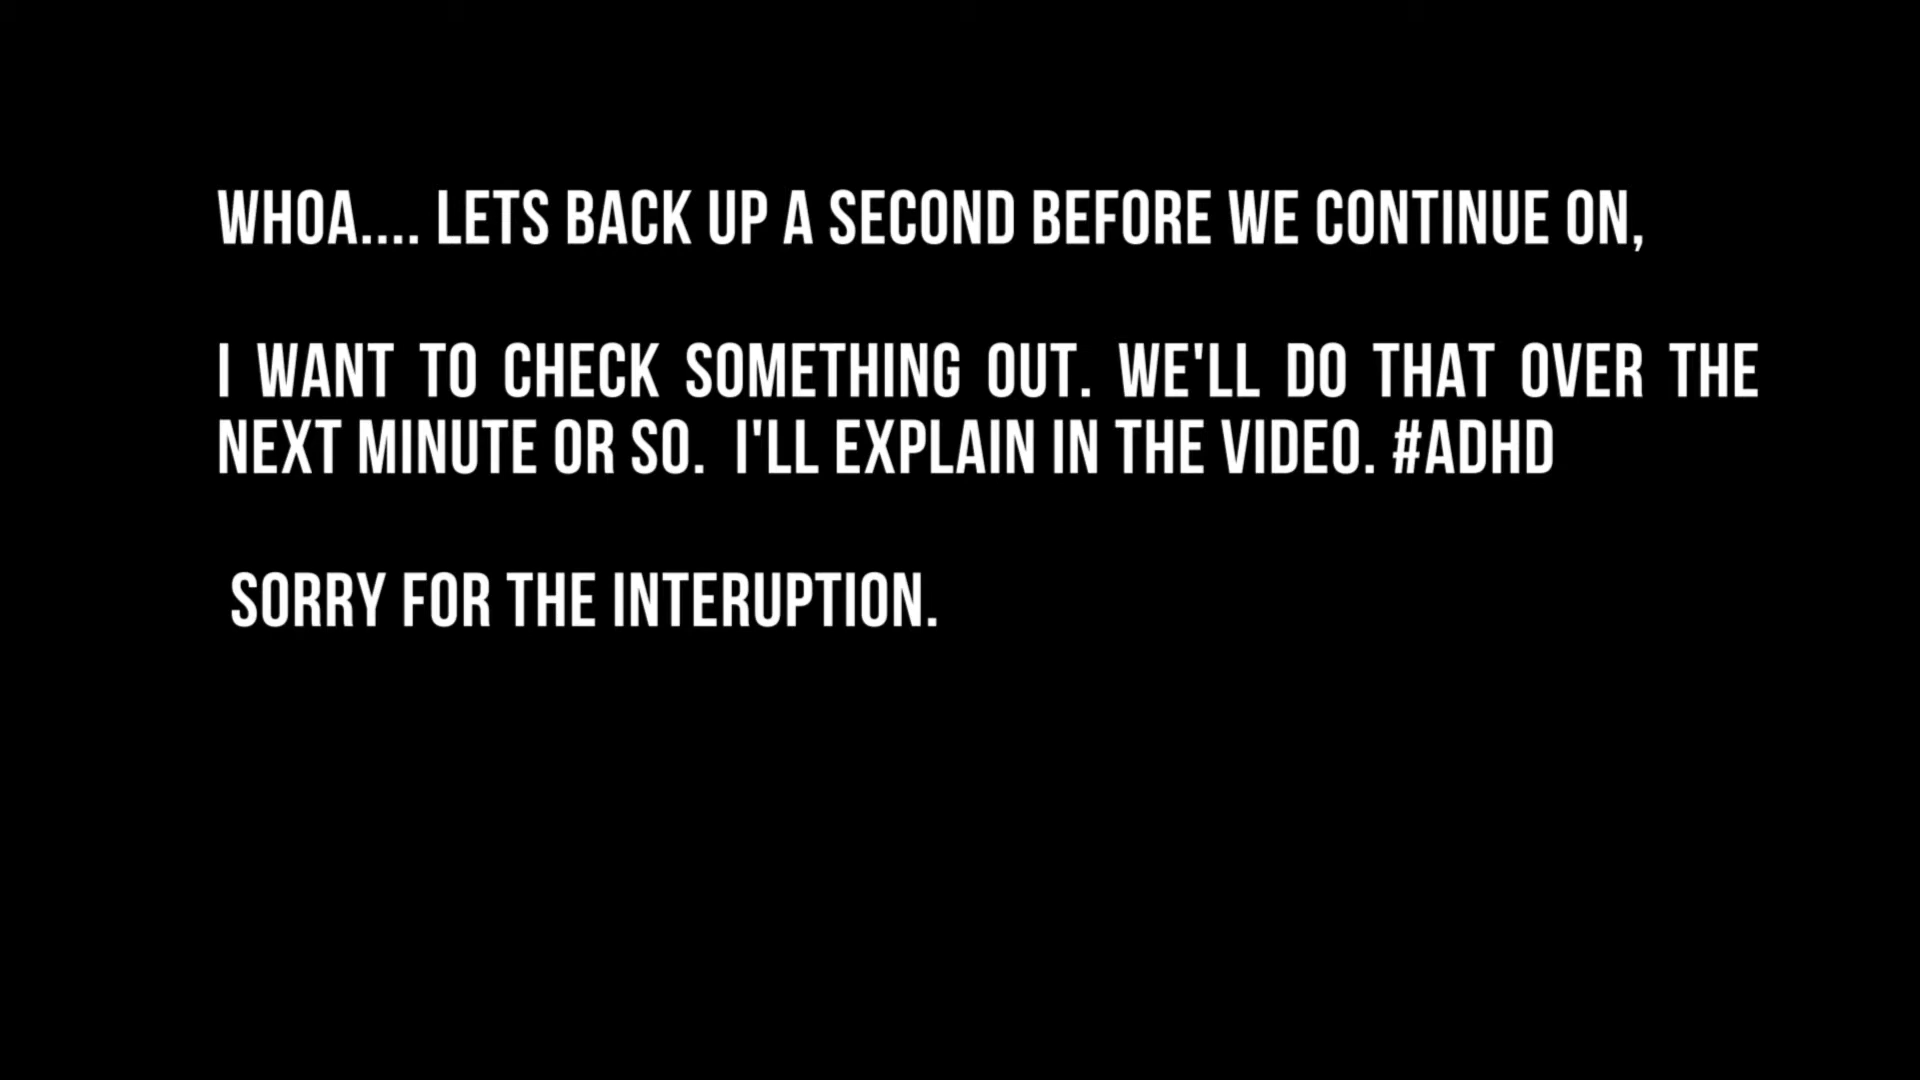 WHOA.... LETS BACK UP A SECOND BEFORE WE CONTINUE ON,
I WANT TO CHECK SOMETHING OUT. WE'LL DO THAT OVER THE
NEXT MINUTE OR SO. I'LL EXPLAIN IN THE VIDEO. #ADHD
SORRY FOR THE INTERUPTION.